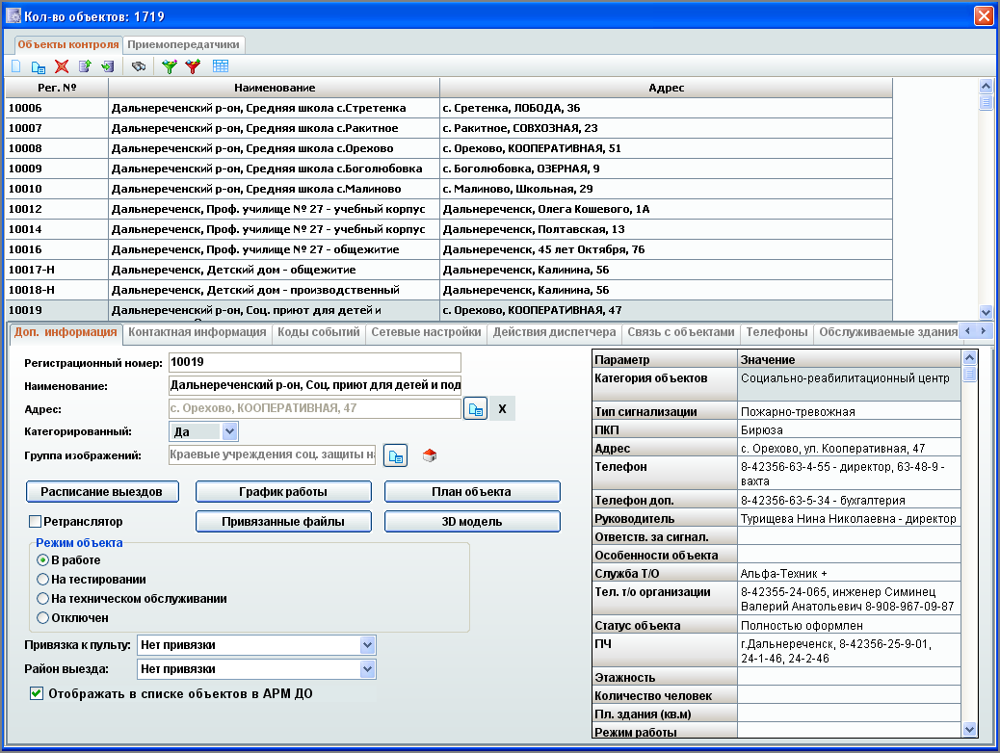 Кол-во объектов: 1719
Объекты контроля Приемопередатчики
Рег. № Наименование Адрес
10006 Дальнереченский р-он, Средняя школа с.Стретенка с. Сретенка, ЛОБОДА, 36
10007 Дальнереченский р-он, Средняя школа с.Ракитное с. Ракитное, СОВХОЗНАЯ, 23
10008 Дальнереченский р-он, Средняя школа с.Орехово с. Орехово, КООПЕРАТИВНАЯ, 51
10009 Дальнереченский р-он, Средняя школа с.Боголюбовка с. Боголюбовка, ОЗЕРНАЯ, 9
10010 Дальнереченский р-он, Средняя школа с.Малиново с. Малиново, Школьная, 29
10012 Дальнереченск, Проф. училище № 27 - учебный корпус Дальнереченск, Олега Кошевого, 1А
10014 Дальнереченск, Проф. училище № 27 - учебный корпус Дальнереченск, Полтавская, 13
10016 Дальнереченск, Проф. училище № 27 - общежитие Дальнереченск, 45 лет Октября, 76
10017-Н Дальнереченск, Детский дом - общежитие Дальнереченск, Калинина, 56
10018-Н Дальнереченск, Детский дом - производственный Дальнереченск, Калинина, 56
10019 Дальнереченский р-он, Соц. приют для детей и с. Орехово, КООПЕРАТИВНАЯ, 47
Доп. информация Контактная информация Коды событий Сетевые настройки Действия диспетчера Связь с объектами Телефоны Обслуживаемые здания
Регистрационный номер: 10019
Наименование: Дальнереченский р-он, Соц. приют для детей и под
Адрес: с. Орехово, КООПЕРАТИВНАЯ, 47 X
Категорированный: Да
Группа изображений: Краевые учреждения соц. защиты н
Расписание выездов График работы План объекта
Ретранслятор Привязанные файлы 3D модель
Режим объекта
В работе
На тестировании
На техническом обслуживании
Отключен
Привязка к пульту: Нет привязки
Район выезда: Нет привязки
Отображать в списке объектов в АРМ ДО
Параметр Значение
Категория объектов Социально-реабилитационный центр
Тип сигнализации Пожарно-тревожная
ПКП Бирюза
Адрес с. Орехово, ул. Кооперативная, 47
Телефон 8-42356-63-4-55 - директор, 63-48-9 -
вахта
Телефон доп. 8-42356-63-5-34 - бухгалтерия
Руководитель Турищева Нина Николаевна - директор
Ответств. за сигнал.
Особенности объекта
Служба Т/О Альфа-Техник +
Тел. т/о организации 8-42355-24-065, инженер Симинец
Валерий Анатольевич 8-908-967-09-87
Статус объекта Полностью оформлен
ПЧ г.Дальнереченск, 8-42356-25-9-01,
24-1-46, 24-2-46
Этажность
Количество человек
Пл. здания (кв.м)
Режим работы